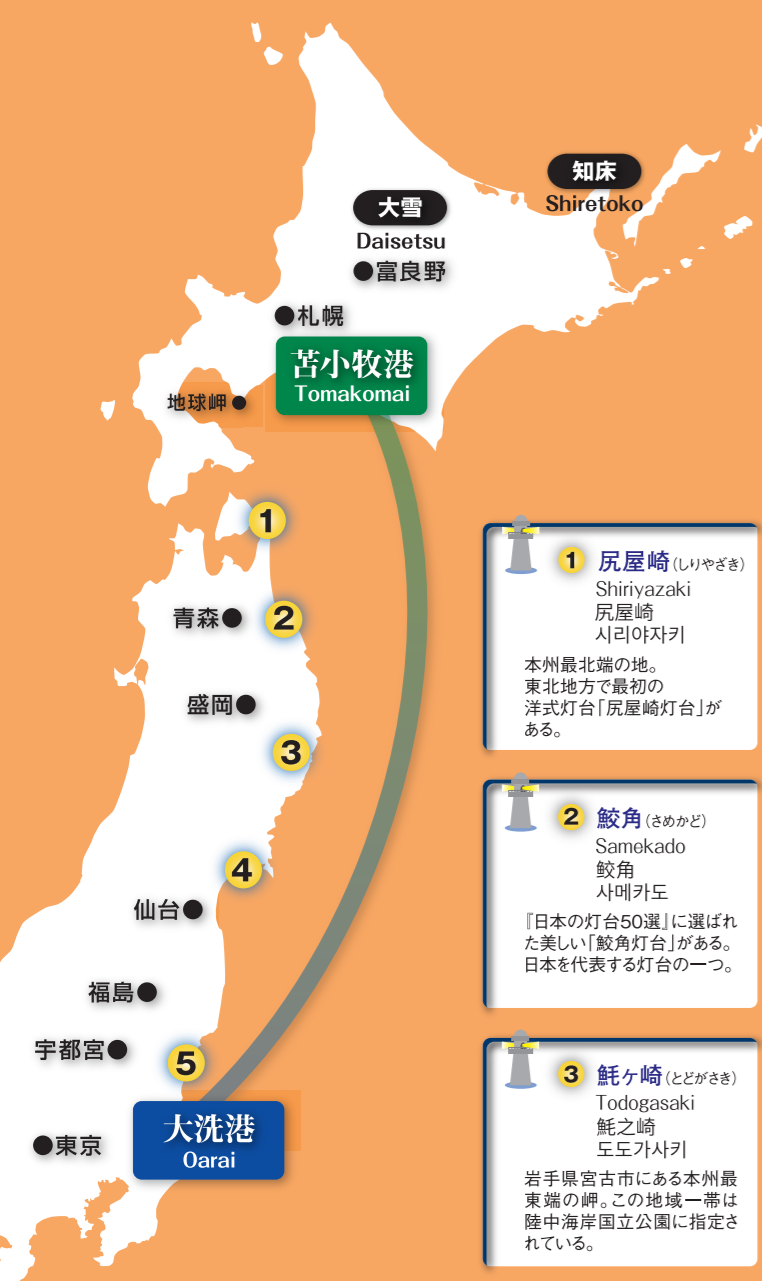 知床
Shiretoko
大雪
Daisetsu
●富良野
●札幌
苫小牧港
Tomakomai
地球岬●
1
青森●
2
盛岡●
3
4
仙台●
福島●
宇都宮●
5
大洗港
Oarai
●東京
1 尻屋崎(しりやざき)
Shiriyazaki
尻屋崎
시리야자키
本州最北端の地。
東北地方で最初の
洋式灯台「尻屋崎灯台」が
ある。
2 鮫角(さめかど)
Samekado
鲛角
사메카도
『日本の灯台50選』に選ばれ
た美しい「鮫角灯台」がある。
日本を代表する灯台の一つ。
3 魹ヶ崎(とどがさき)
Todogasaki
魹之崎
도도가사키
岩手県宮古市にある本州最
東端の岬。この地域一帯は
陸中海岸国立公園に指定さ
れている。